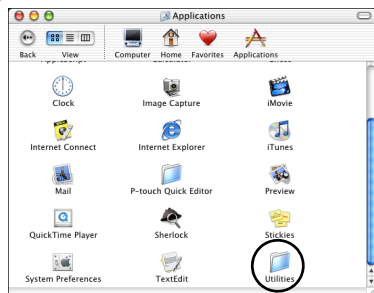 Applications
Back View Computer Home Favorites Applications
Clock Image Capture iMovie
Internet Connect Internet Explorer iTunes
Mail P-touch Quick Editor Preview
QuickTime Player Sherlock Stickies
System Preferences TextEdit Utilities